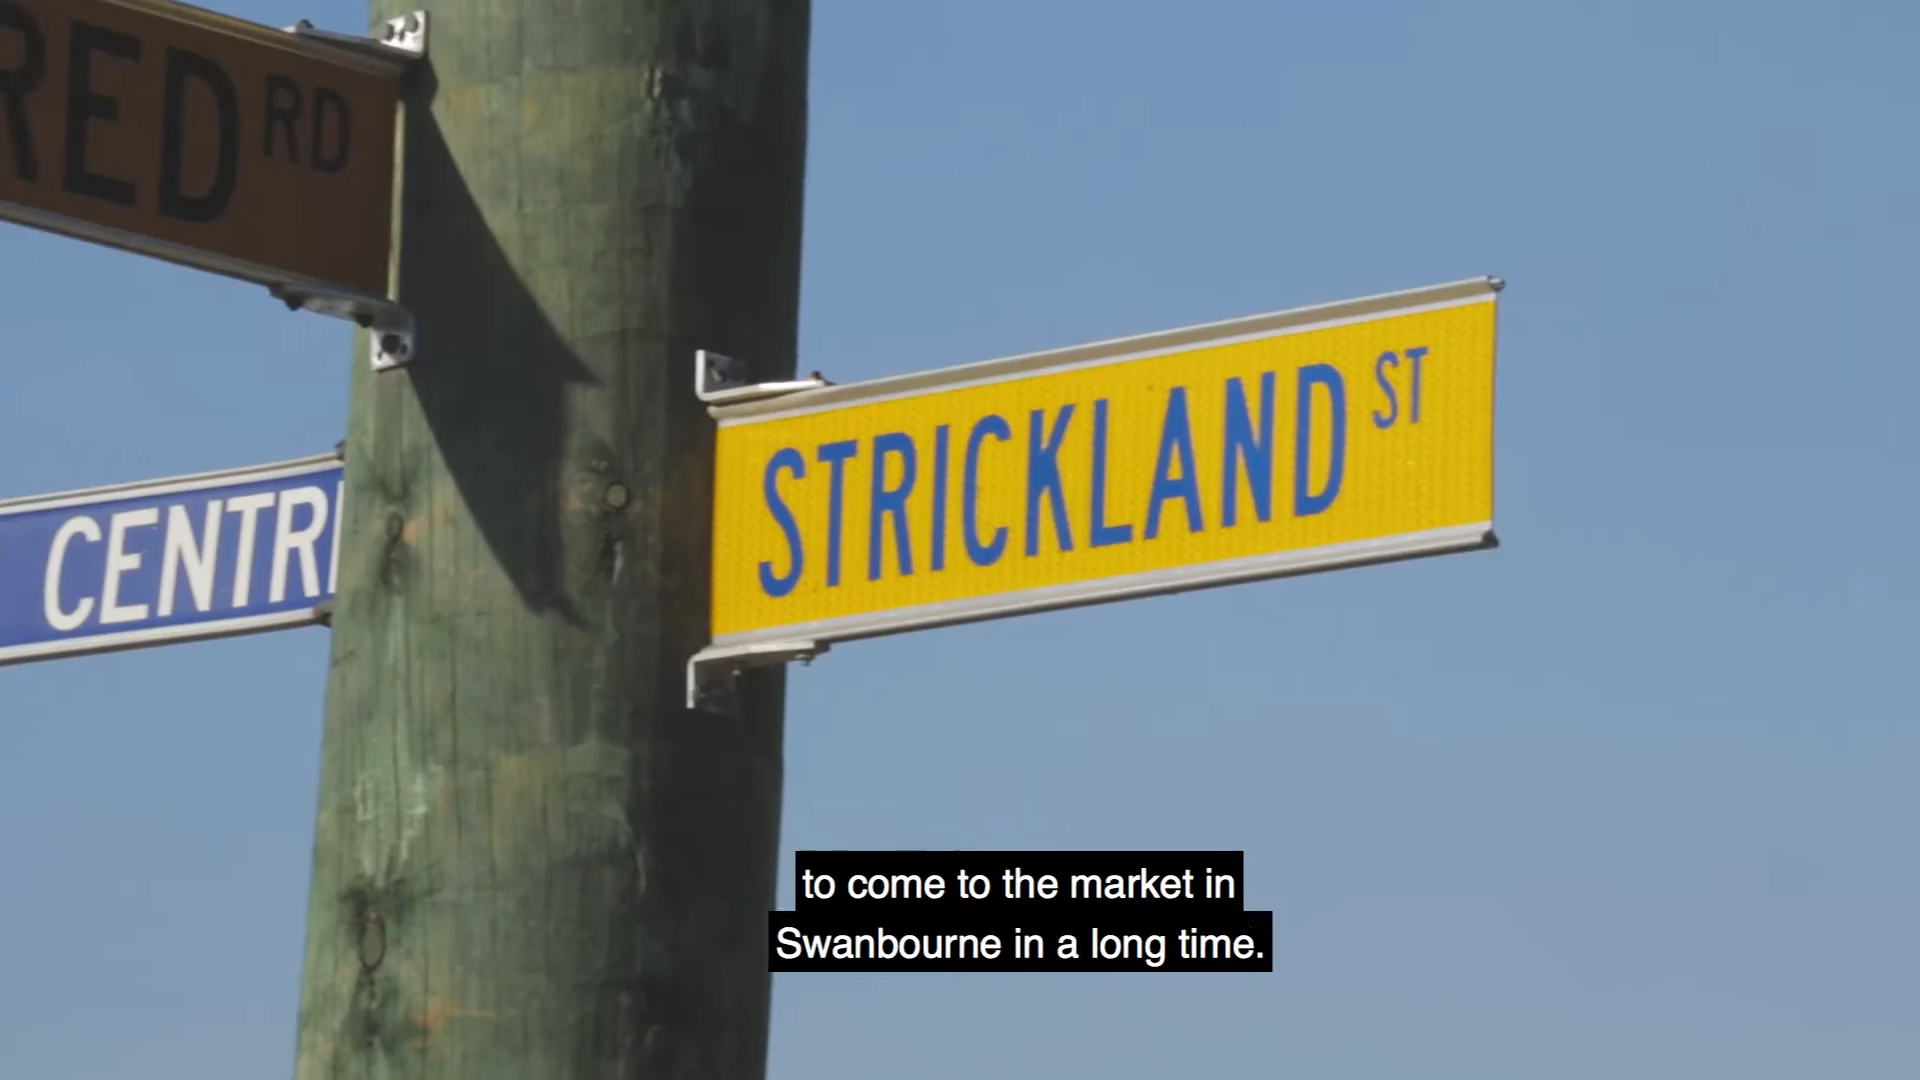 RED RD
STRICKLAND ST
CENTR
to come to the market in
Swanbourne in a long time.